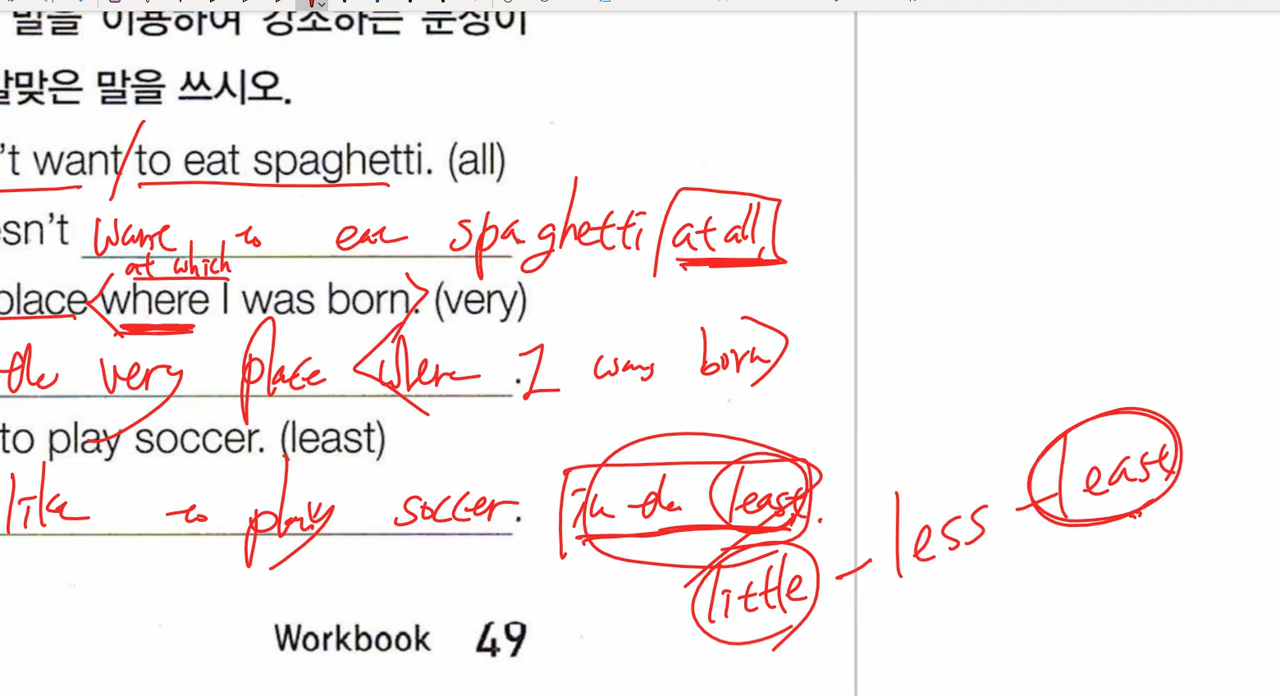 말을 이용하여 강조하는 문장이
알맞은 말을 쓰시오.
't want / to eat spaghetti. (all)
sn't want to eat spaghetti / at all.
at which
place <where I was born.> (very)
the very place <where I was born>
to play soccer. (least)
like to play soccer. in the least.
little - less - least
Workbook 49